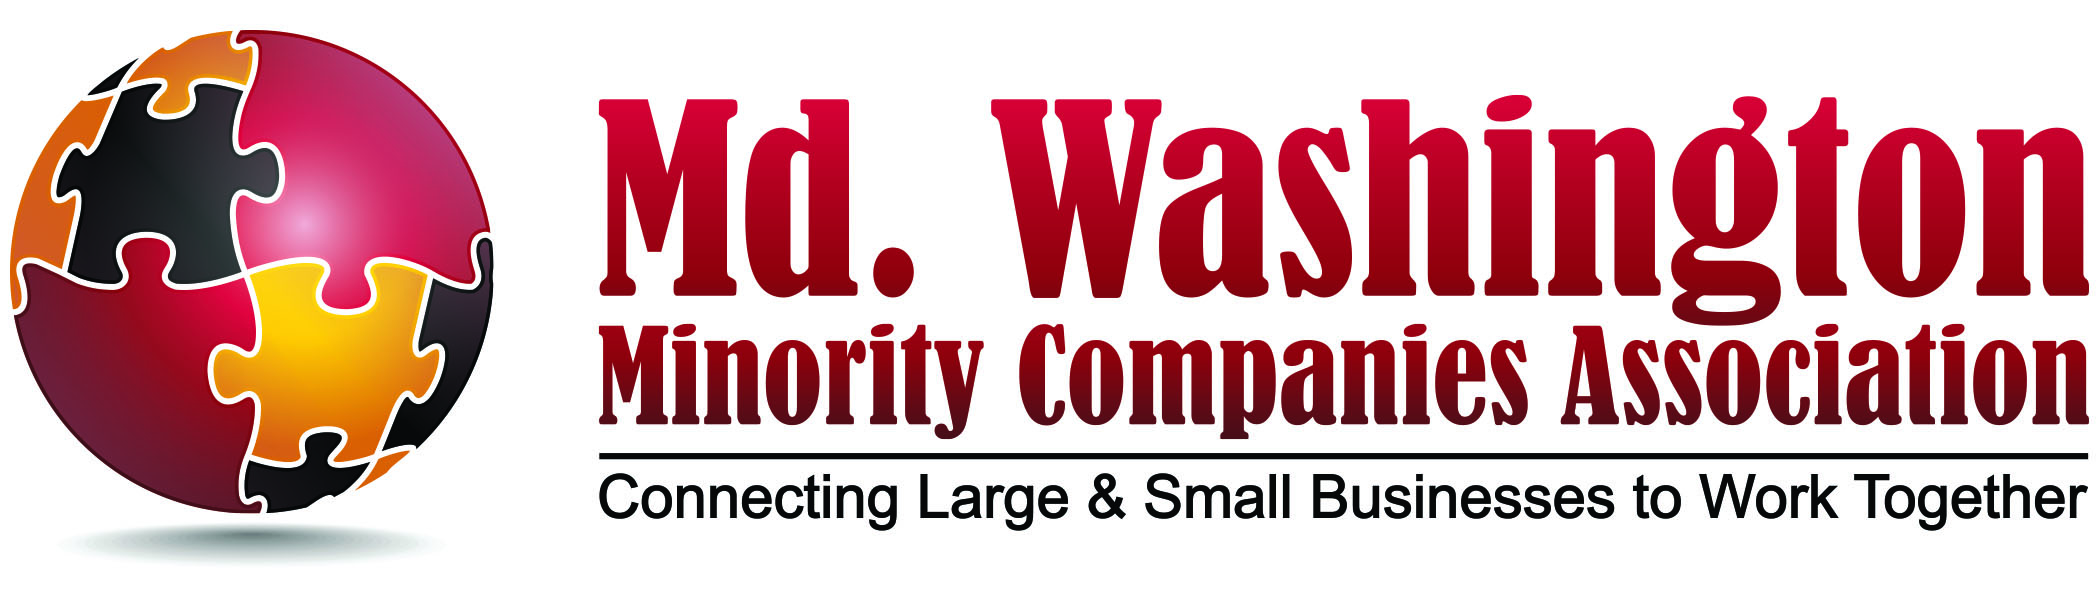 Md. Washington
Minority Companies Association
Connecting Large & Small Businesses to Work Together